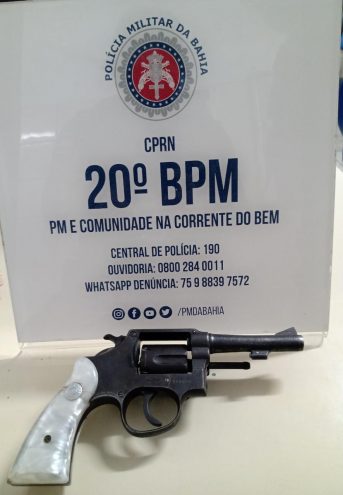 POLÍCIA MILITAR DA BAHIA
CPRN
20º BPM
PM E COMUNIDADE NA CORRENTE DO BEM
CENTRAL DE POLÍCIA: 190
OUVIDORIA: 0800 284 0011
WHATSAPP DENÚNCIA: 75 9 8839 7572
/PMDABAHIA